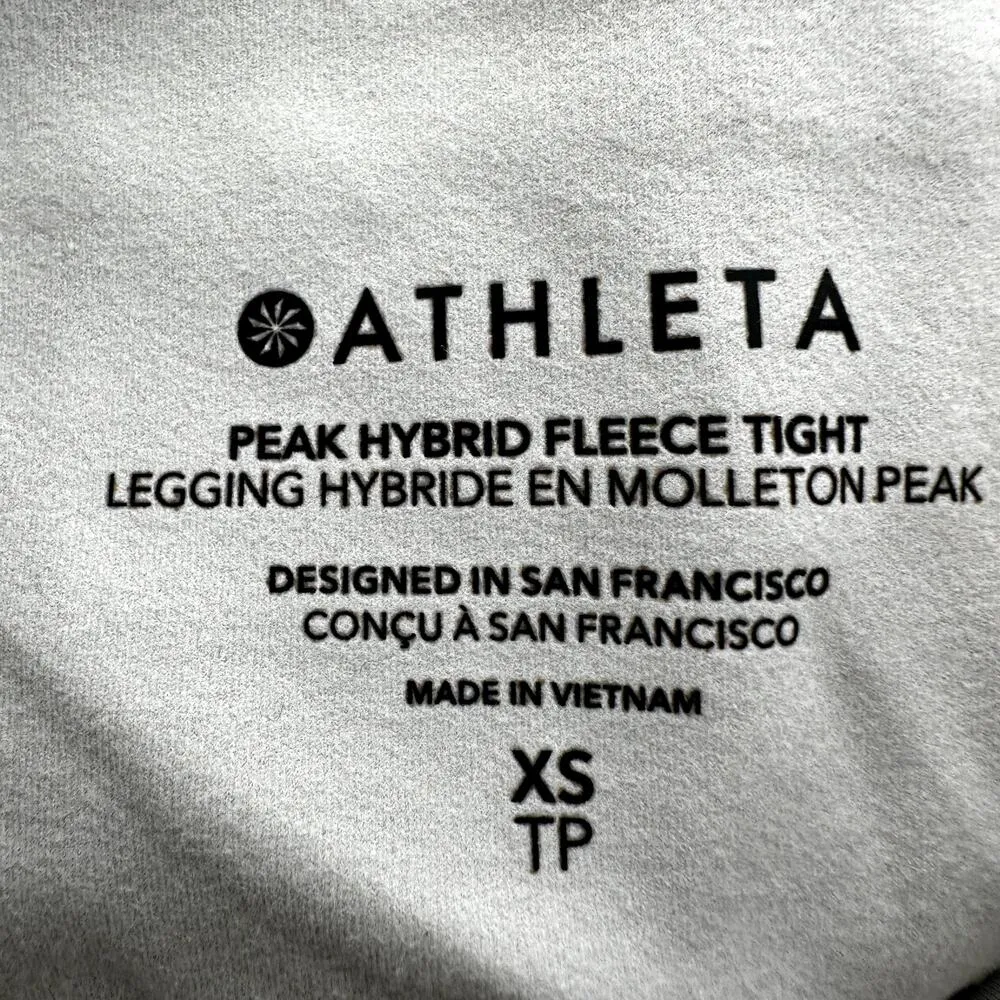 ATHLETA
PEAK HYBRID FLEECE TIGHT
LEGGING HYBRIDE EN MOLLETON PEAK
DESIGNED IN SAN FRANCISCO
CONÇU À SAN FRANCISCO
MADE IN VIETNAM
XS
TP